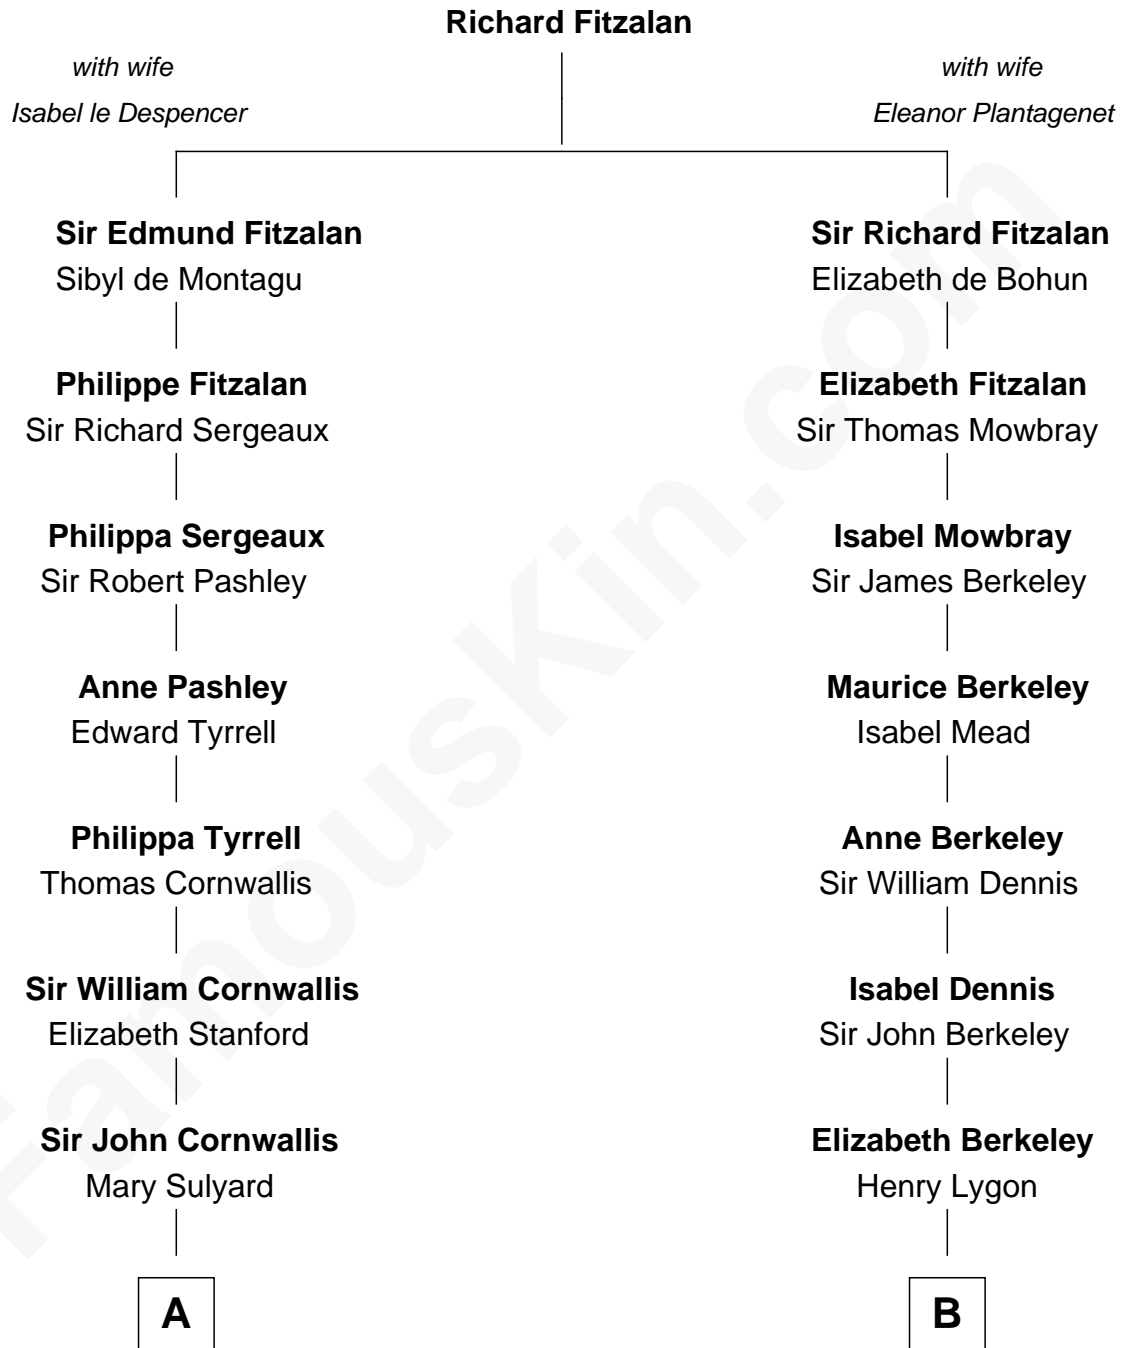 Richard Fitzalan
with wife
Isabel le Despencer
with wife
Eleanor Plantagenet
Sir Edmund Fitzalan
Sibyl de Montagu
Sir Richard Fitzalan
Elizabeth de Bohun
Philippe Fitzalan
Sir Richard Sergeaux
Elizabeth Fitzalan
Sir Thomas Mowbray
Philippa Sergeaux
Sir Robert Pashley
Isabel Mowbray
Sir James Berkeley
Anne Pashley
Edward Tyrrell
Maurice Berkeley
Isabel Mead
Philippa Tyrrell
Thomas Cornwallis
Anne Berkeley
Sir William Dennis
Sir William Cornwallis
Elizabeth Stanford
Isabel Dennis
Sir John Berkeley
Sir John Cornwallis
Mary Sulyard
Elizabeth Berkeley
Henry Lygon
A
B
FamousKin.com